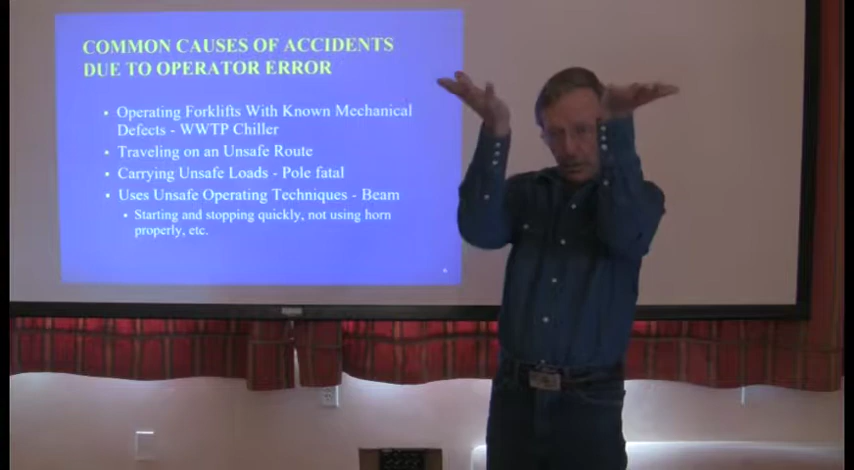 COMMON CAUSES OF ACCIDENTS
DUE TO OPERATOR ERROR
• Operating Forklifts With Known Mechanical
Defects - WWTP Chiller
• Traveling on an Unsafe Route
• Carrying Unsafe Loads - Pole fatal
• Uses Unsafe Operating Techniques - Beam
• Starting and stopping quickly, not using horn
properly, etc.